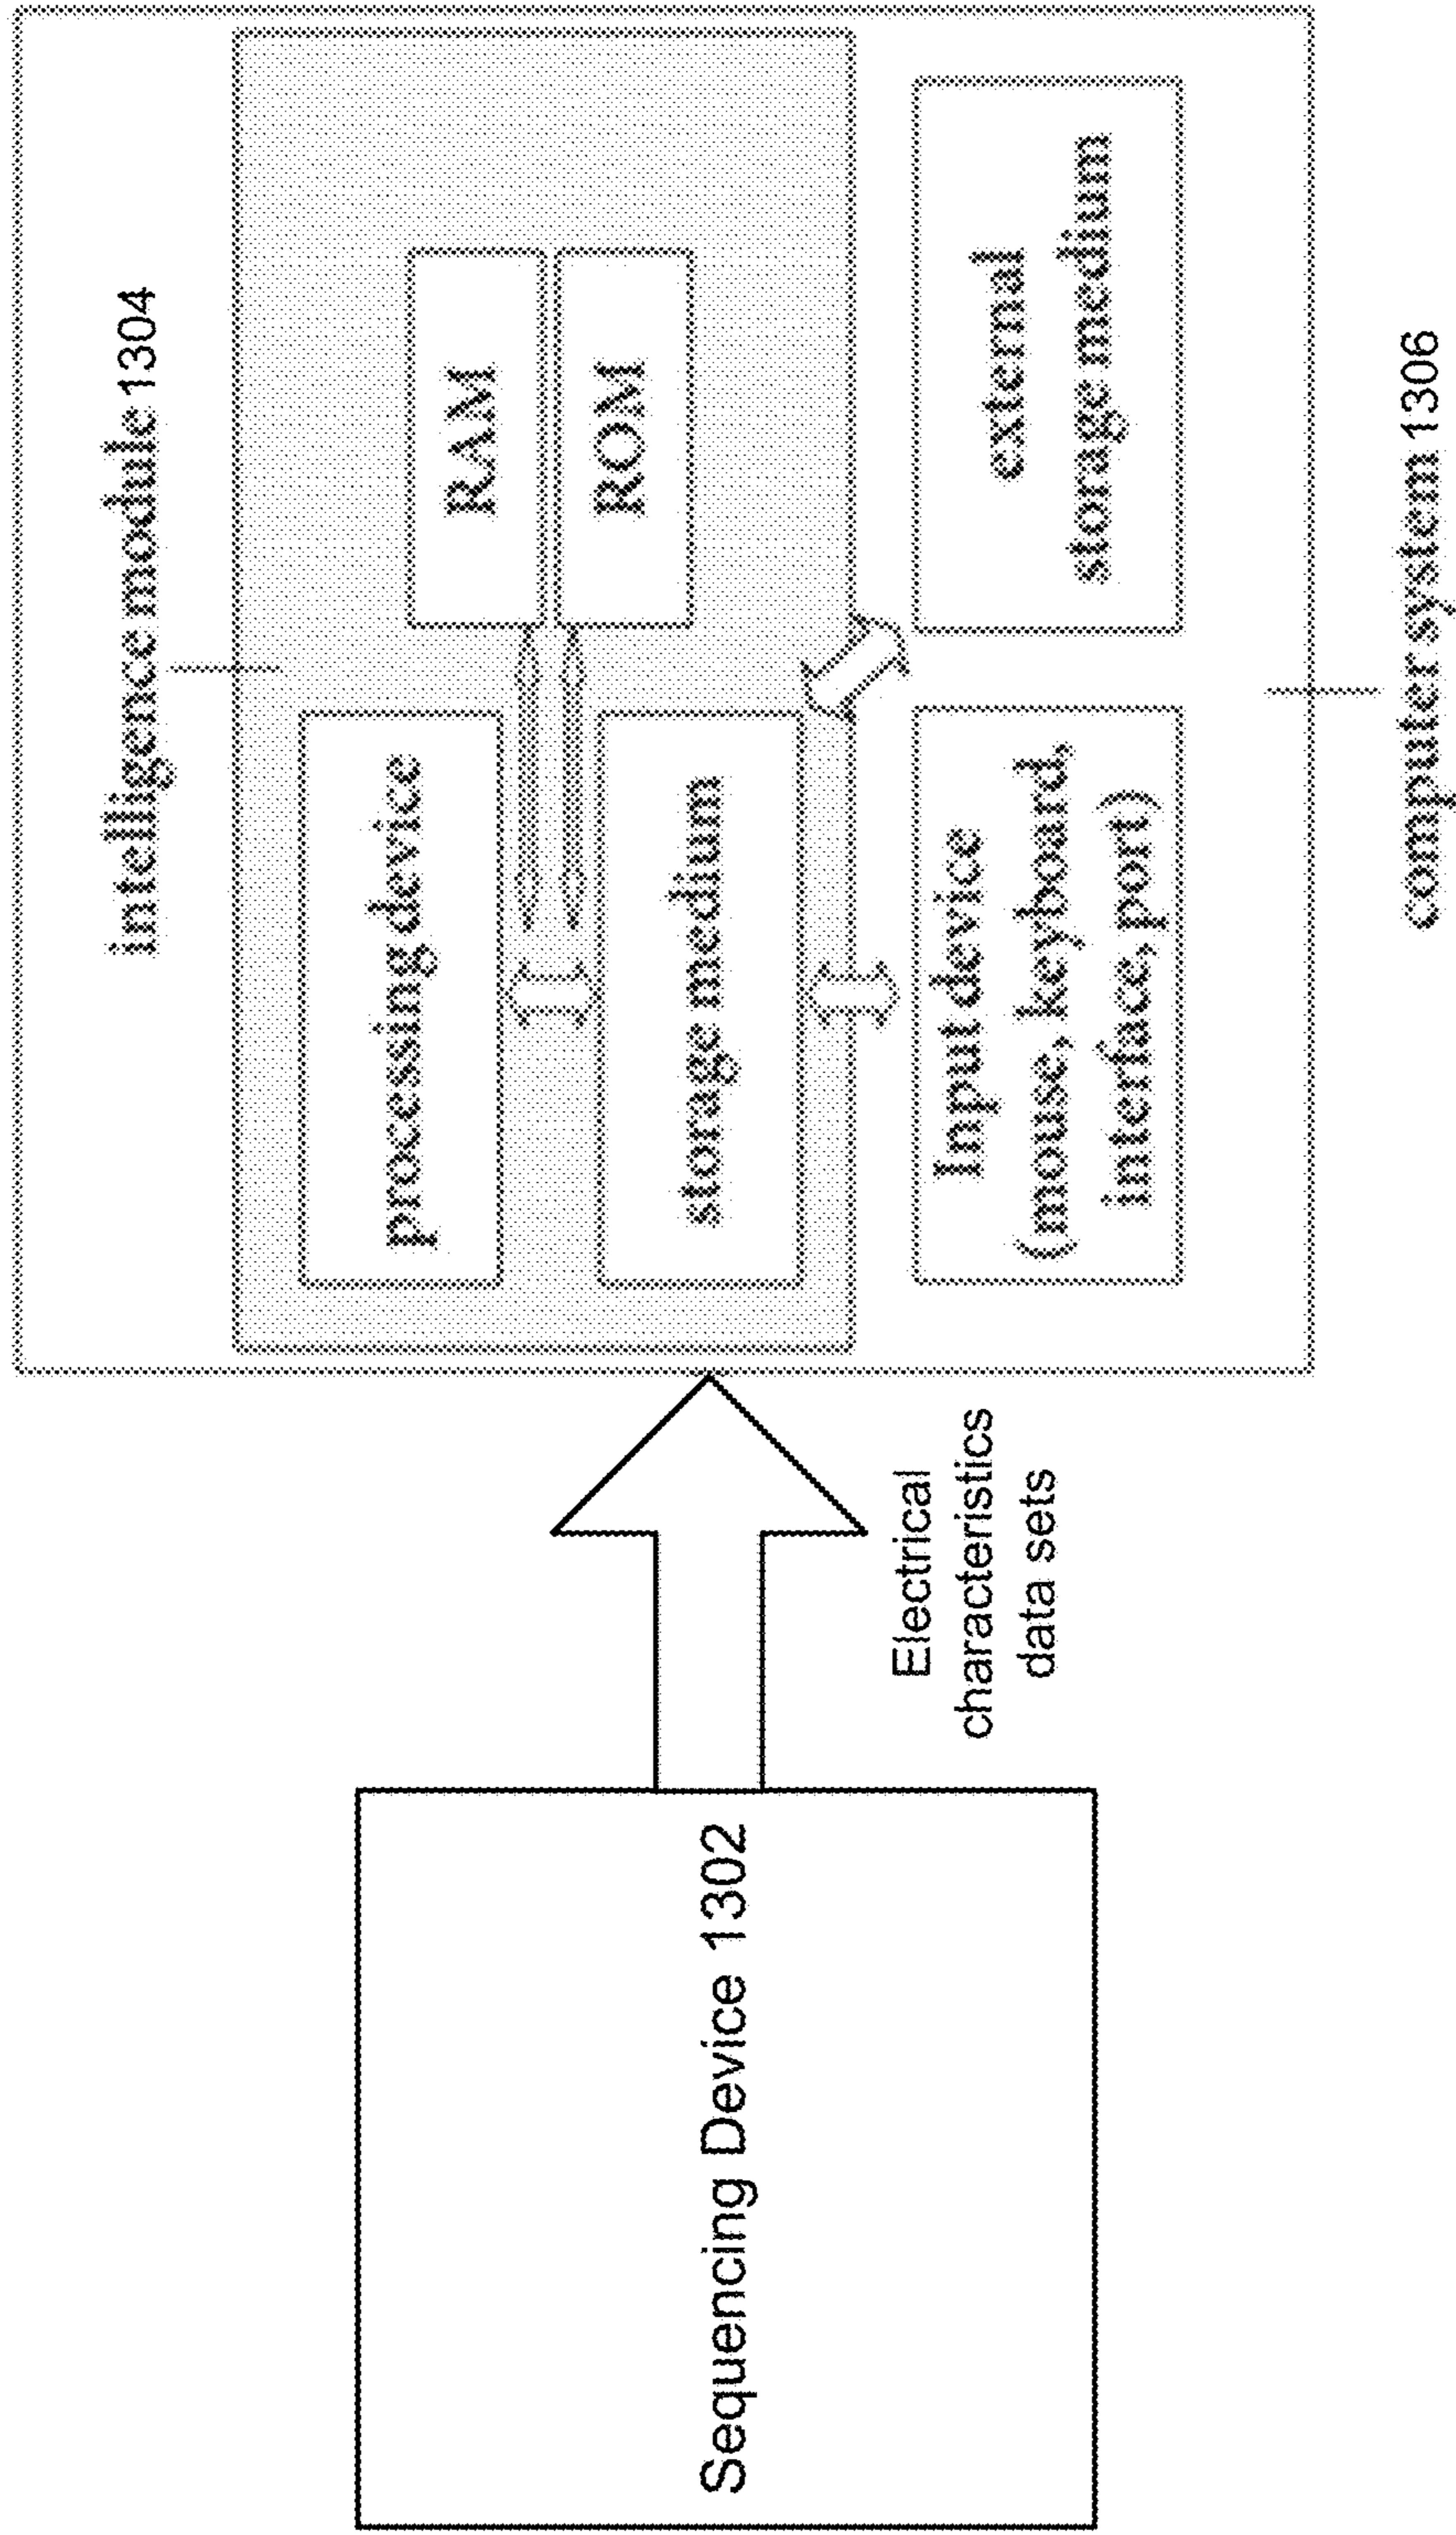 Sequencing Device 1302
Electrical
characteristics
data sets
intelligence module 1304
processing device
storage medium
RAM
ROM
Input device
(mouse, keyboard,
interface, port)
external
storage medium
computer system 1306